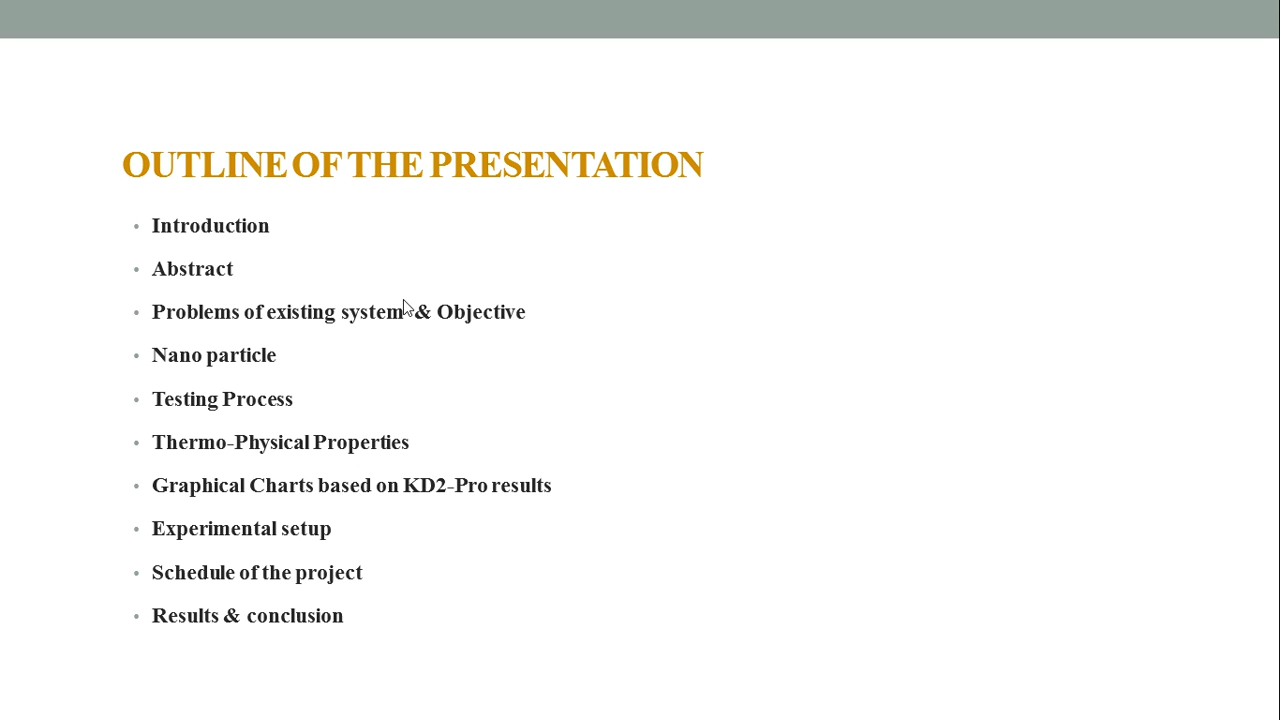 OUTLINE OF THE PRESENTATION
• Introduction
• Abstract
• Problems of existing system & Objective
• Nano particle
• Testing Process
• Thermo-Physical Properties
• Graphical Charts based on KD2-Pro results
• Experimental setup
• Schedule of the project
• Results & conclusion